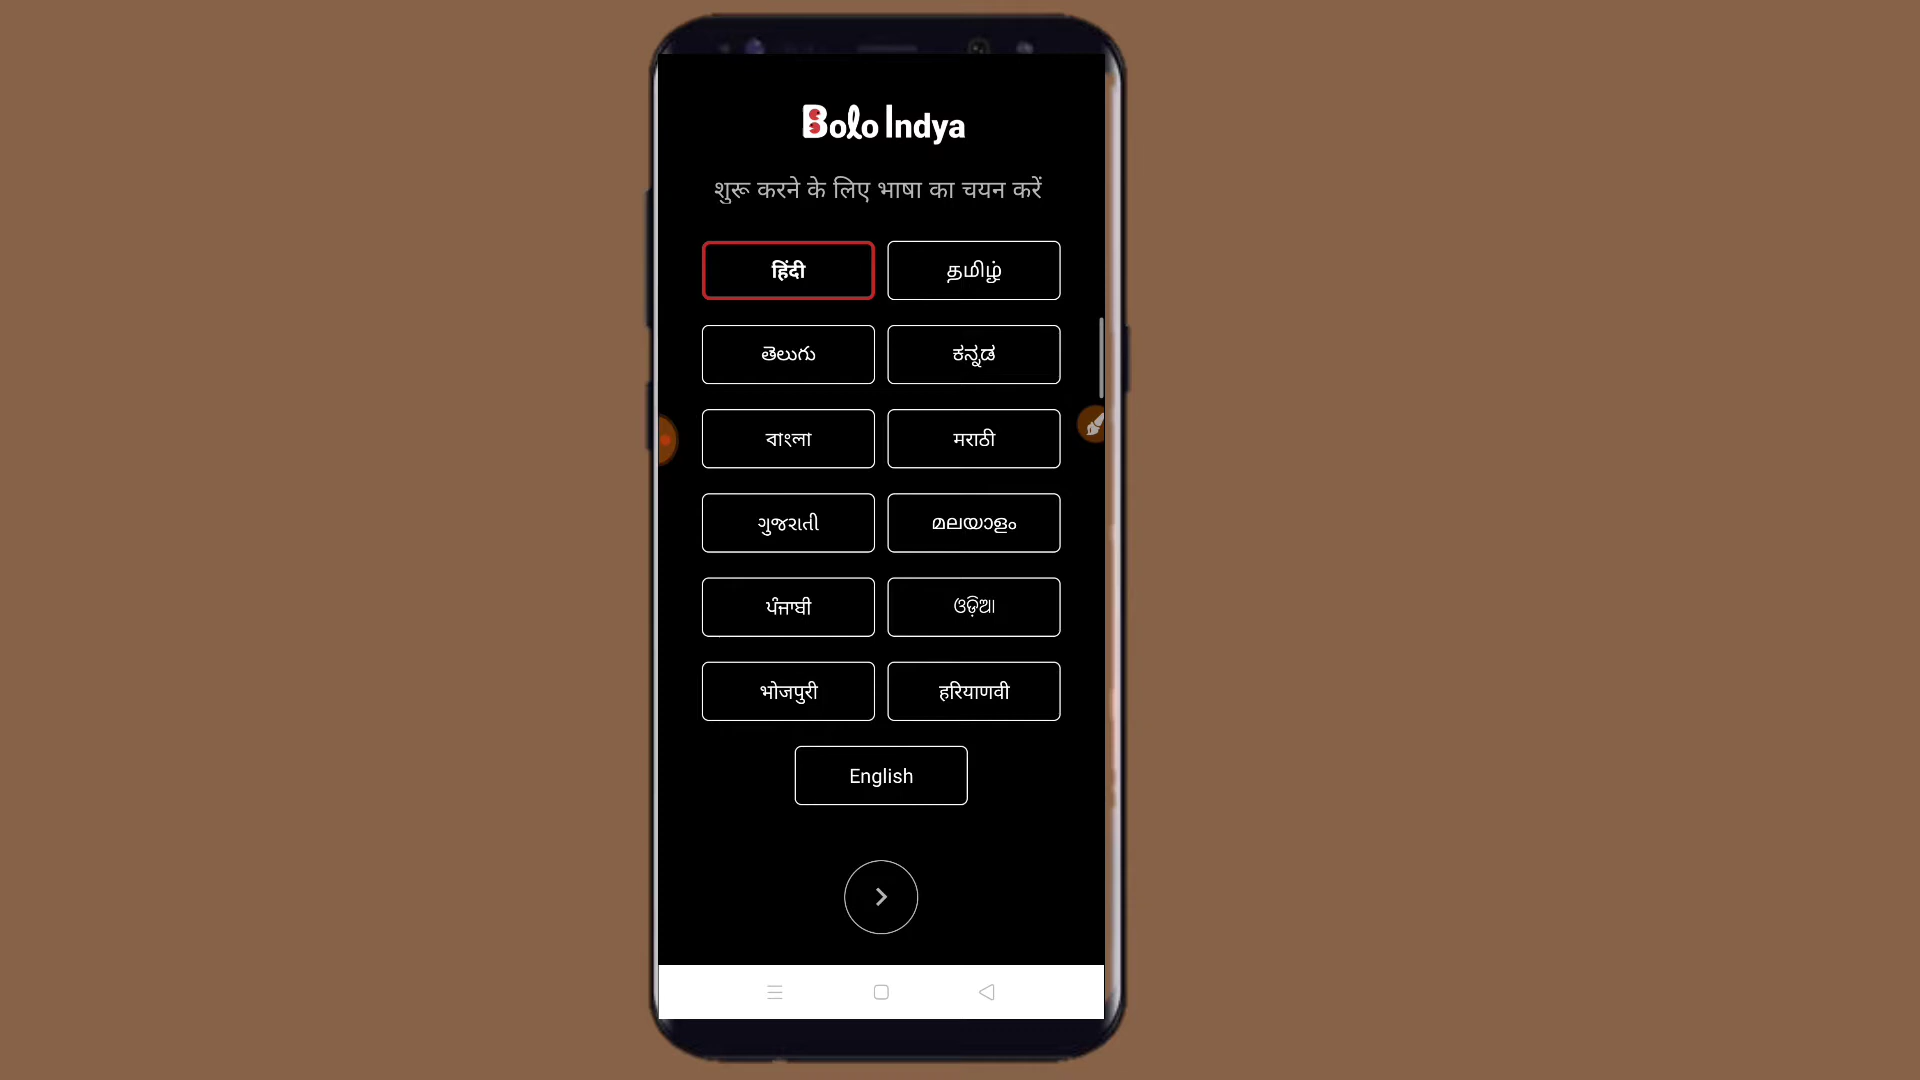 Bolo Indya
शुरू करने के लिए भाषा का चयन करें
हिंदी
தமிழ்
తెలుగు
ಕನ್ನಡ
বাংলা
मराठी
ગુજરાતી
മലയാളം
ਪੰਜਾਬੀ
ଓଡ଼ିଆ
भोजपुरी
हरियाणवी
English